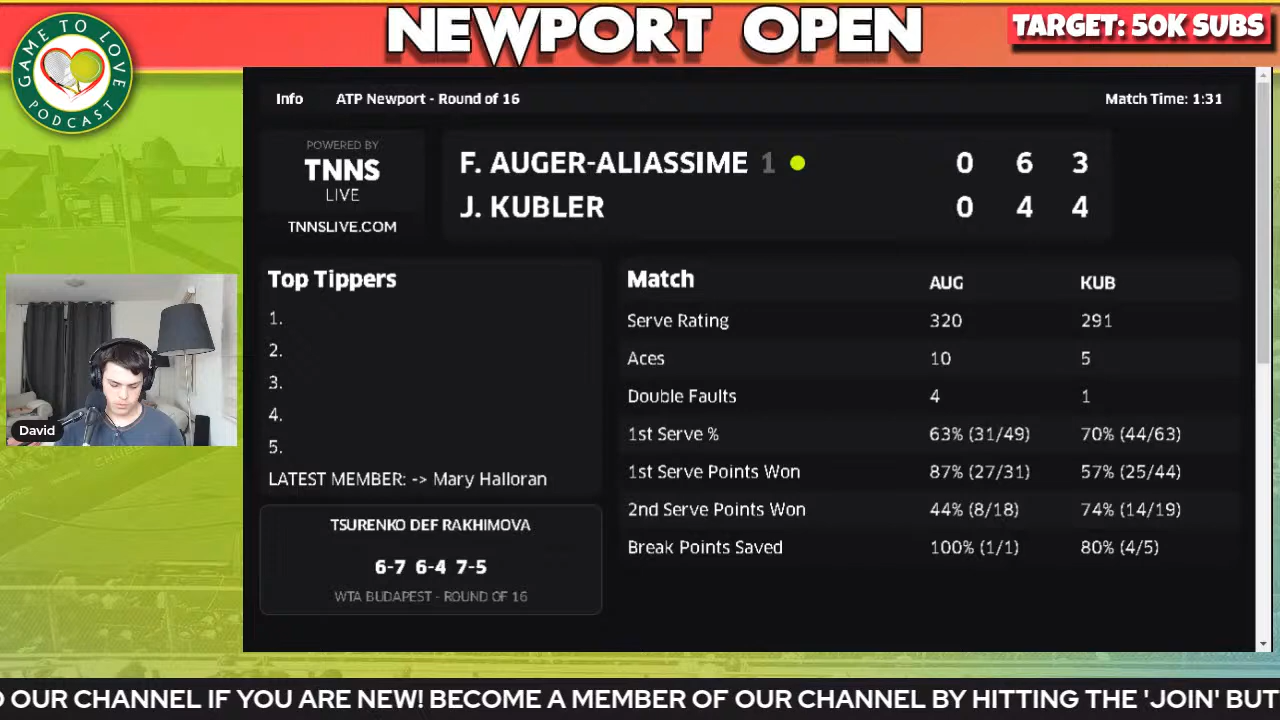 NEWPORT OPEN
TARGET: 50K SUBS
GAME TO LOVE
PODCAST
Info ATP Newport - Round of 16 Match Time: 1:31
POWERED BY
TNNS
LIVE
TNNSLIVE.COM
F. AUGER-ALIASSIME 1 0 6 3
J. KUBLER 0 4 4
Top Tippers
1.
2.
3.
4.
5.
LATEST MEMBER: -> Mary Halloran
TSURENKO DEF RAKHIMOVA
6-7 6-4 7-5
WTA BUDAPEST - ROUND OF 16
Match AUG KUB
Serve Rating 320 291
Aces 10 5
Double Faults 4 1
1st Serve % 63% (31/49) 70% (44/63)
1st Serve Points Won 87% (27/31) 57% (25/44)
2nd Serve Points Won 44% (8/18) 74% (14/19)
Break Points Saved 100% (1/1) 80% (4/5)
David
O OUR CHANNEL IF YOU ARE NEW! BECOME A MEMBER OF OUR CHANNEL BY HITTING THE 'JOIN' BUT